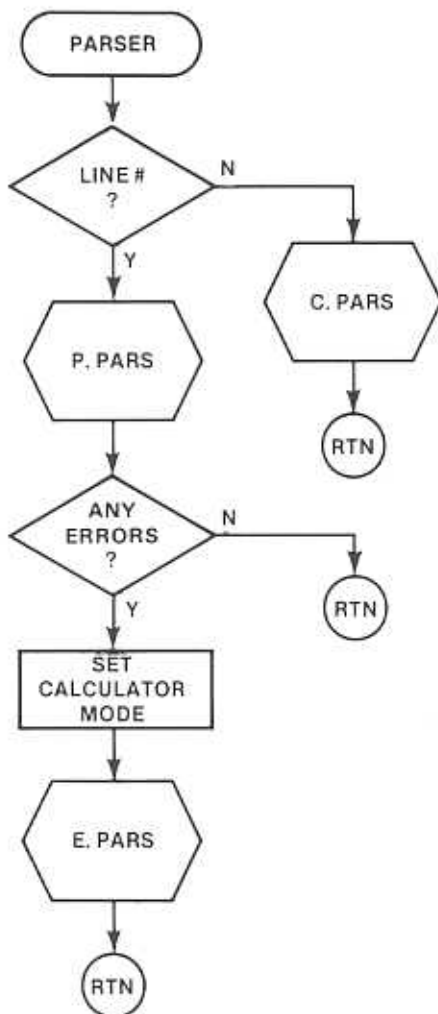 PARSER
LINE #
?
N
Y
C. PARS
P. PARS
RTN
ANY
ERRORS
?
N
Y
RTN
SET
CALCULATOR
MODE
E. PARS
RTN